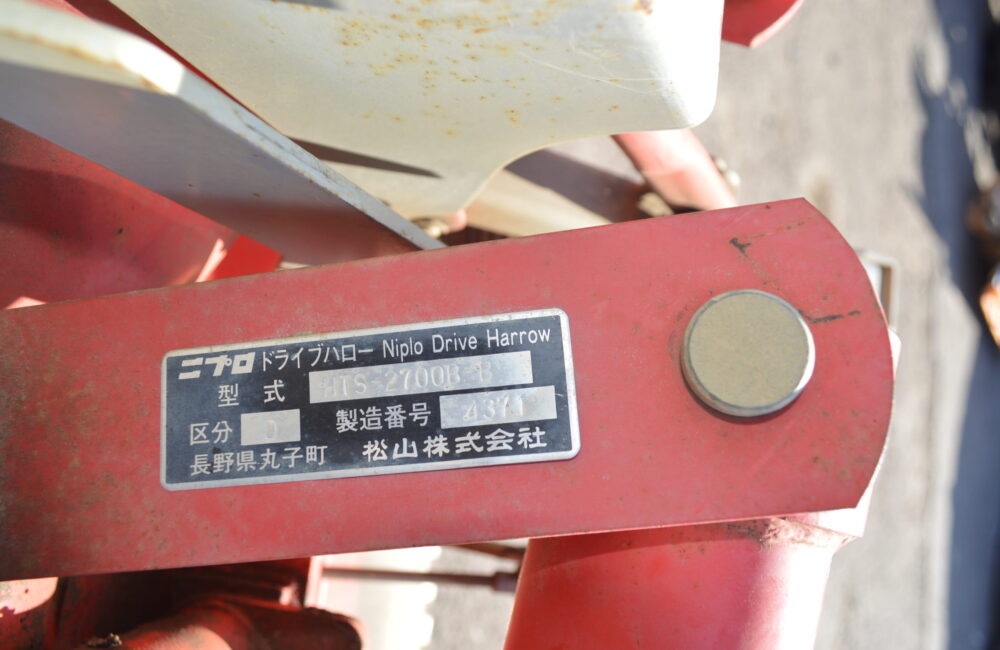 ニプロ ドライブハロー Niplo Drive Harrow
型式 HTS-2700B-B
区分 J 製造番号 4371
長野県丸子町 松山株式会社